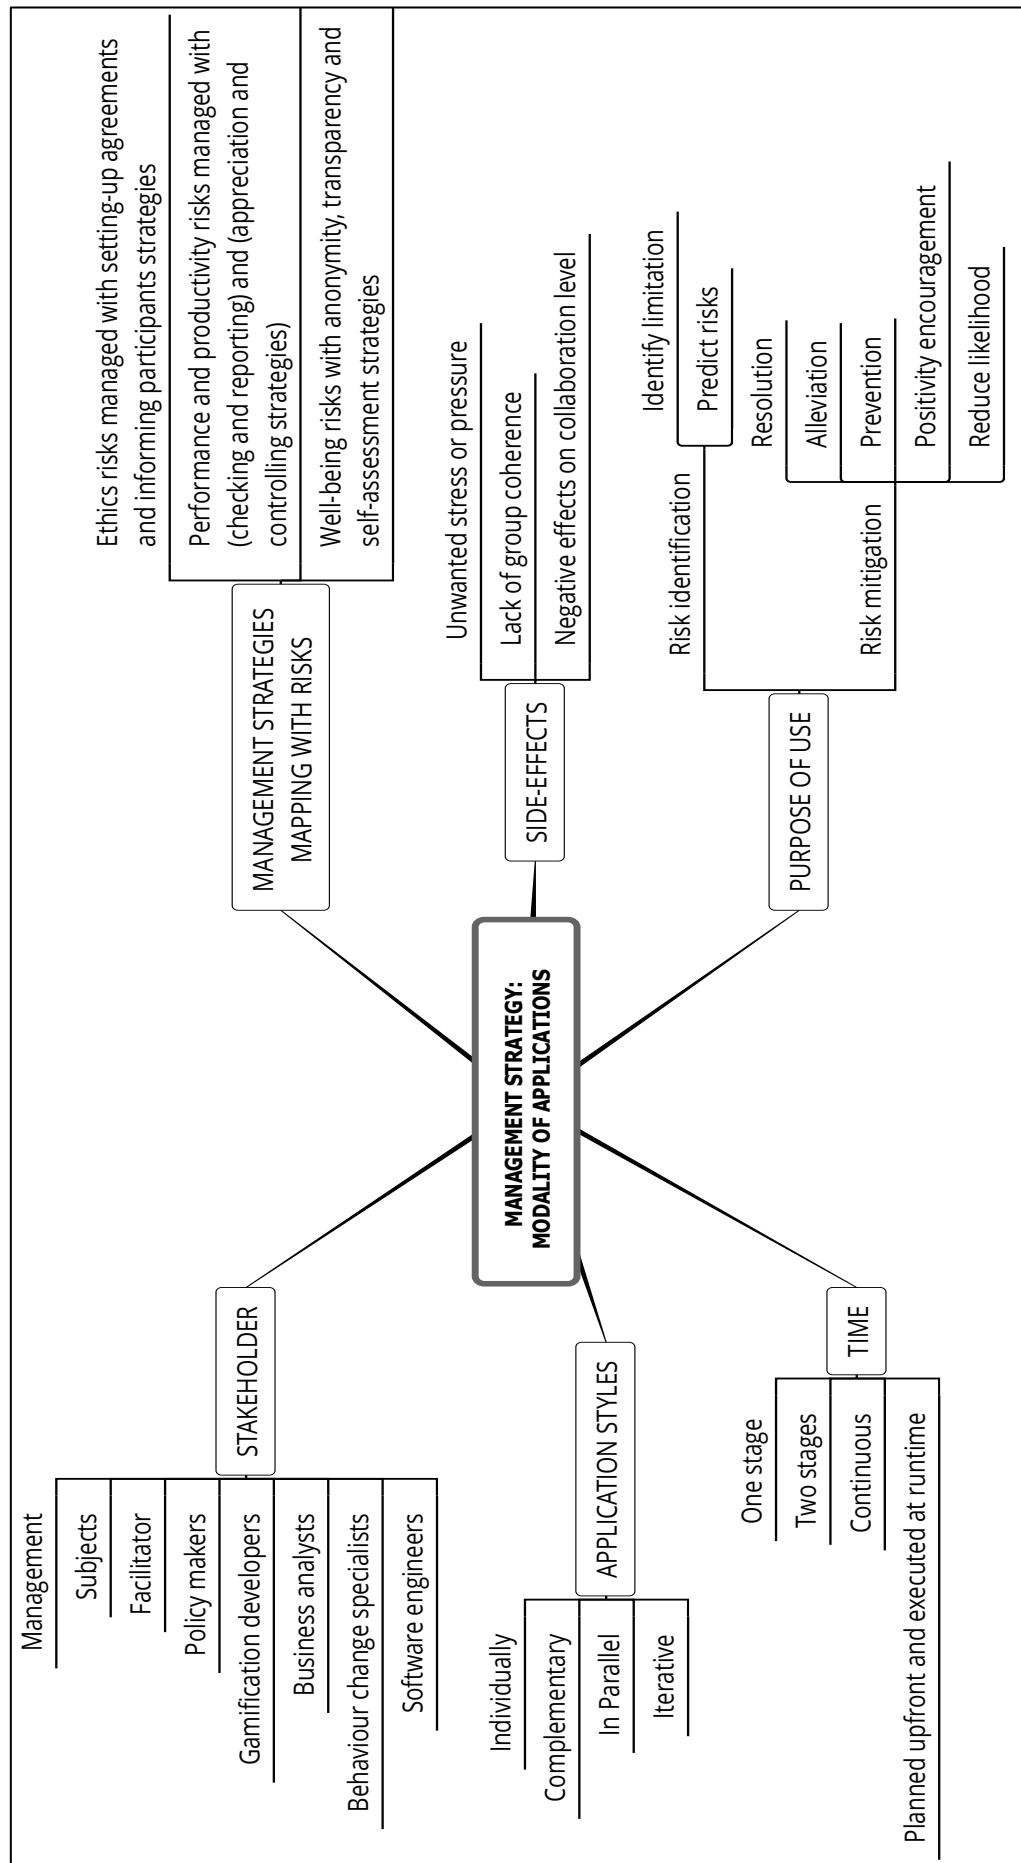 MANAGEMENT STRATEGY:
MODALITY OF APPLICATIONS
STAKEHOLDER
Management
Subjects
Facilitator
Policy makers
Gamification developers
Business analysts
Behaviour change specialists
Software engineers
APPLICATION STYLES
Individually
Complementary
In Parallel
Iterative
TIME
One stage
Two stages
Continuous
Planned upfront and executed at runtime
MANAGEMENT STRATEGIES
MAPPING WITH RISKS
Ethics risks managed with setting-up agreements
and informing participants strategies
Performance and productivity risks managed with
(checking and reporting) and (appreciation and
controlling strategies)
Well-being risks with anonymity, transparency and
self-assessment strategies
SIDE-EFFECTS
Unwanted stress or pressure
Lack of group coherence
Negative effects on collaboration level
PURPOSE OF USE
Risk identification
Identify limitation
Predict risks
Risk mitigation
Resolution
Alleviation
Prevention
Positivity encouragement
Reduce likelihood